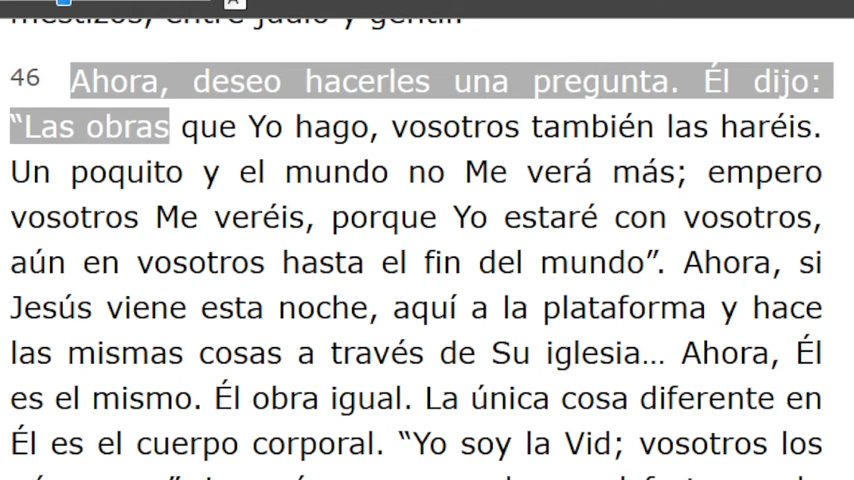 mestizos, entre judío y gentil.
46 Ahora, deseo hacerles una pregunta. Él dijo:
“Las obras que Yo hago, vosotros también las haréis.
Un poquito y el mundo no Me verá más; empero
vosotros Me veréis, porque Yo estaré con vosotros,
aún en vosotros hasta el fin del mundo”. Ahora, si
Jesús viene esta noche, aquí a la plataforma y hace
las mismas cosas a través de Su iglesia… Ahora, Él
es el mismo. Él obra igual. La única cosa diferente en
Él es el cuerpo corporal. “Yo soy la Vid; vosotros los